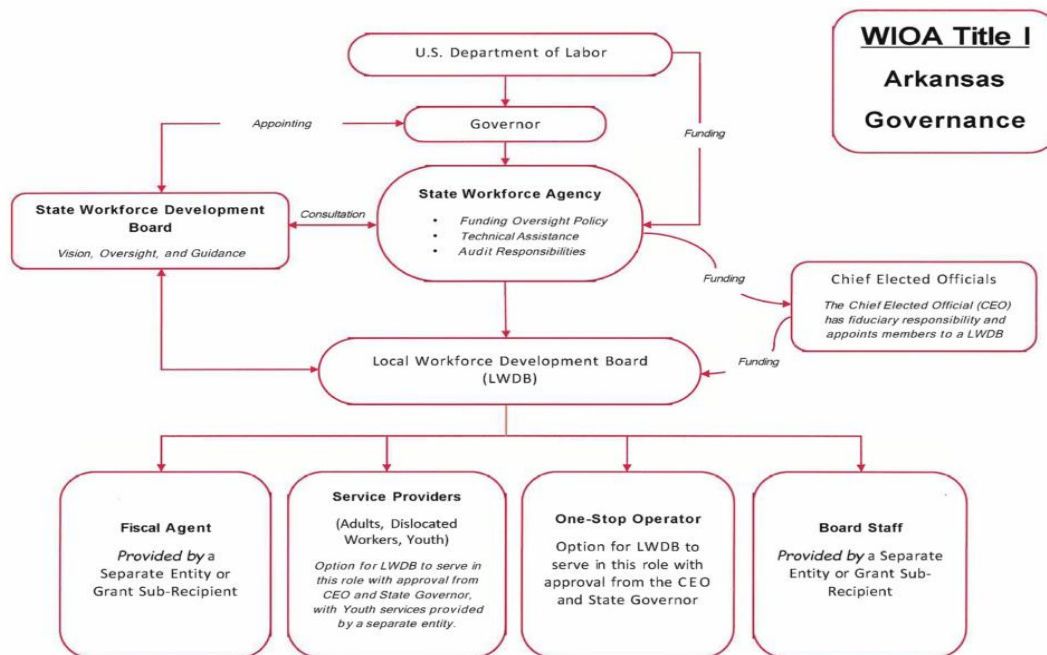 WIOA Title I
Arkansas
Governance
U.S. Department of Labor
Appointing
Governor
Funding
State Workforce Development
Board
Vision, Oversight, and Guidance
Consultation
State Workforce Agency
• Funding Oversight Policy
• Technical Assistance
• Audit Responsibilities
Funding
Chief Elected Officials
The Chief Elected Official (CEO)
has fiduciary responsibility and
appoints members to a LWDB
Funding
Local Workforce Development Board
(LWDB)
Fiscal Agent
Provided by a
Separate Entity or
Grant Sub-Recipient
Service Providers
(Adults, Dislocated
Workers, Youth)
Option for LWDB to serve in
this role with approval from
CEO and State Governor,
with Youth services provided
by a separate entity.
One-Stop Operator
Option for LWDB to
serve in this role with
approval from the CEO
and State Governor
Board Staff
Provided by a Separate
Entity or Grant Sub-
Recipient